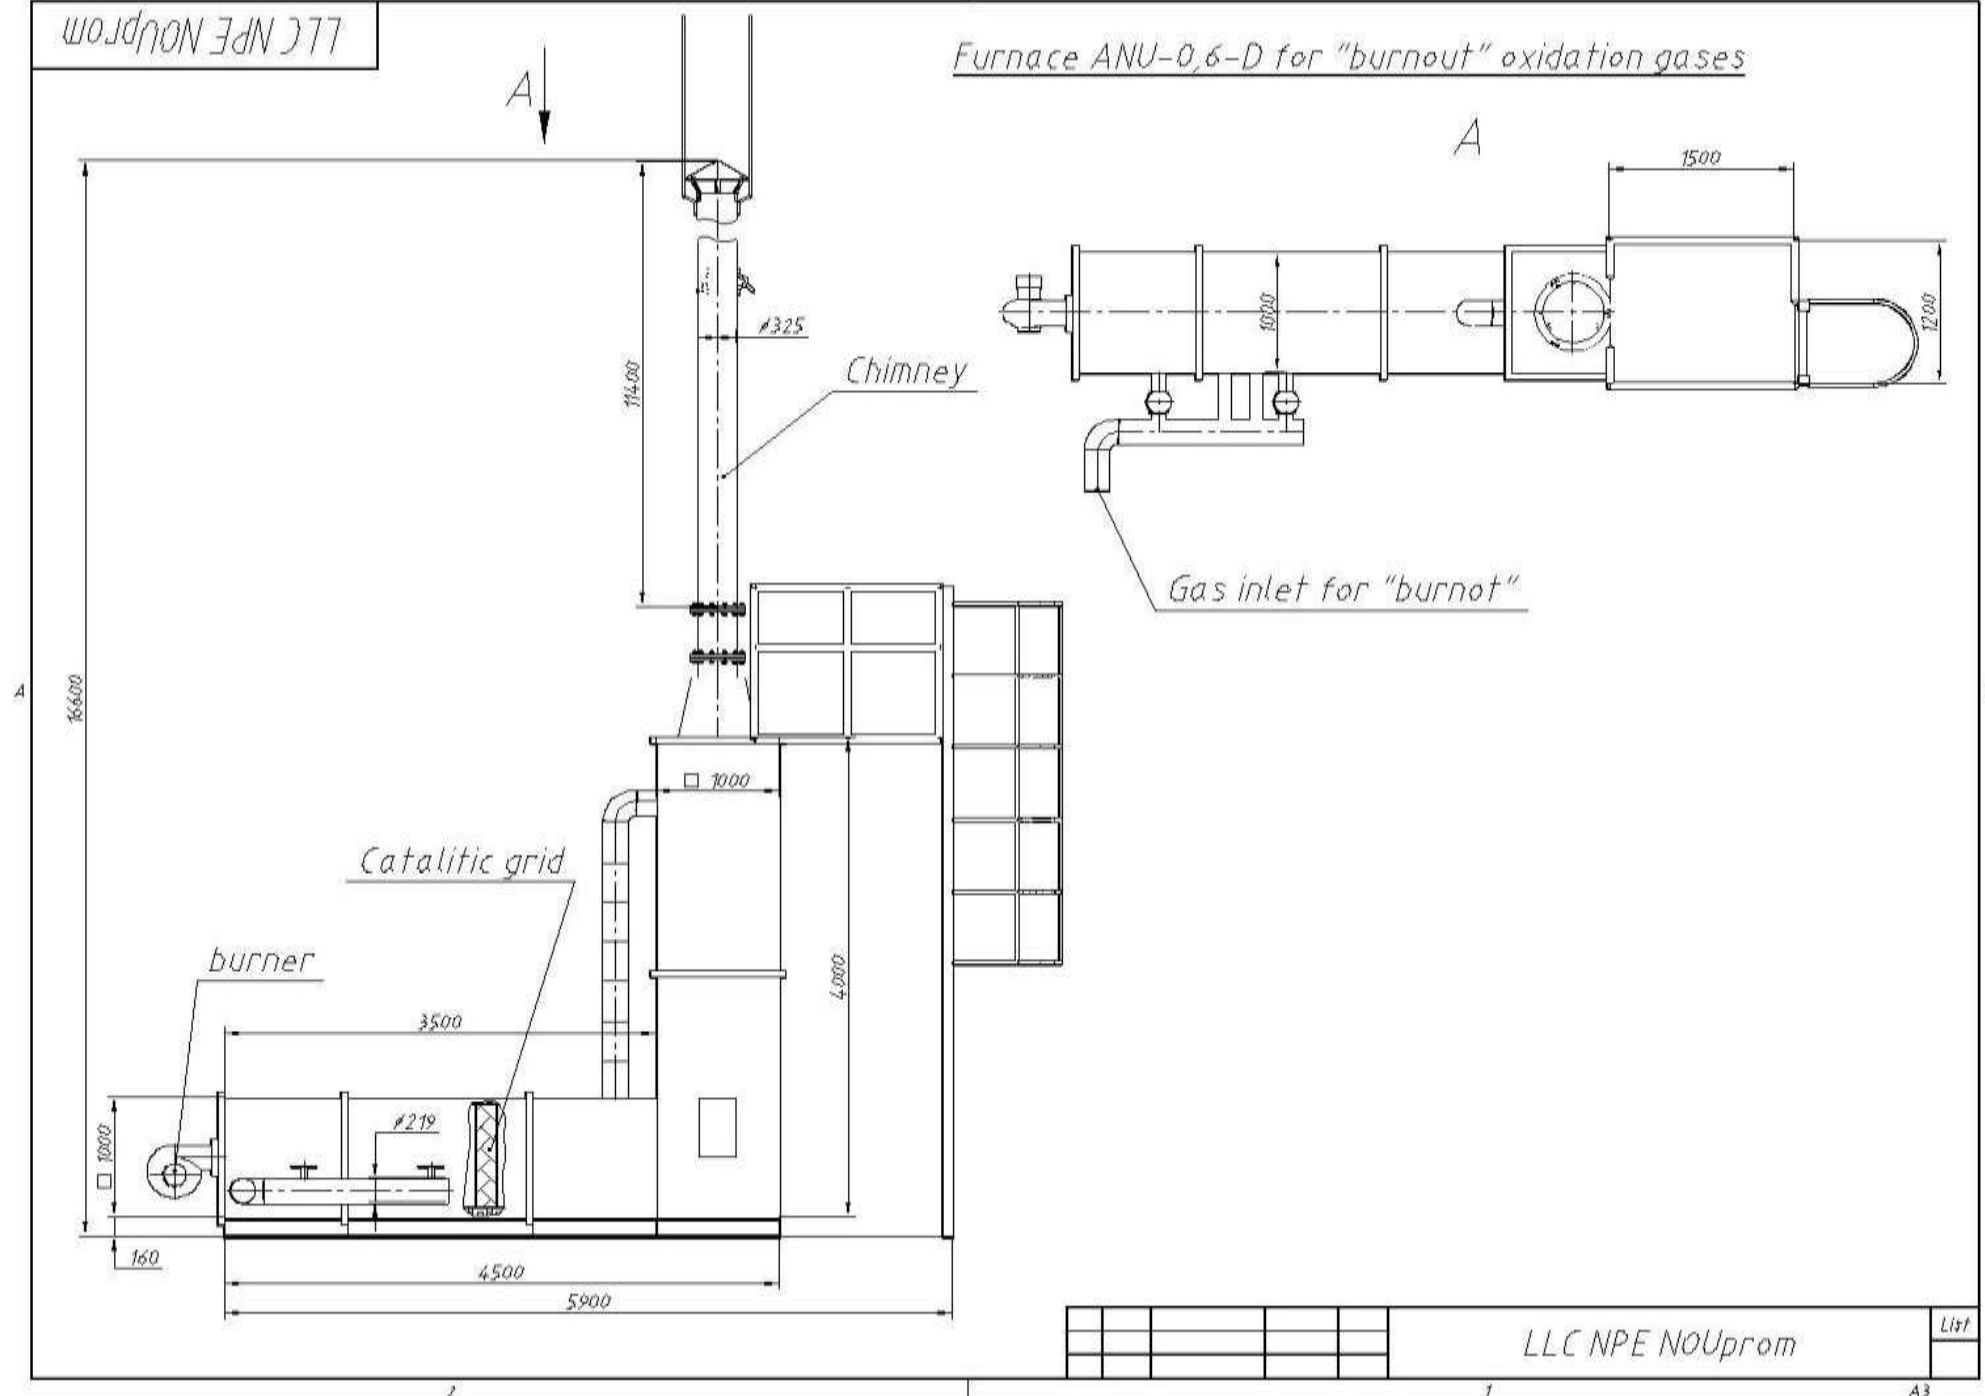 LLC NPE NOUprom
Furnace ANU-0,6-D for "burnout" oxidation gases
A
A
1500
1000
1200
ø325
11400
Chimney
Gas inlet for "burnot"
16600
A
□ 1000
Catalitic grid
burner
4000
3500
ø219
□ 1000
160
4500
5900
LLC NPE NOUprom
List
2
1
A3